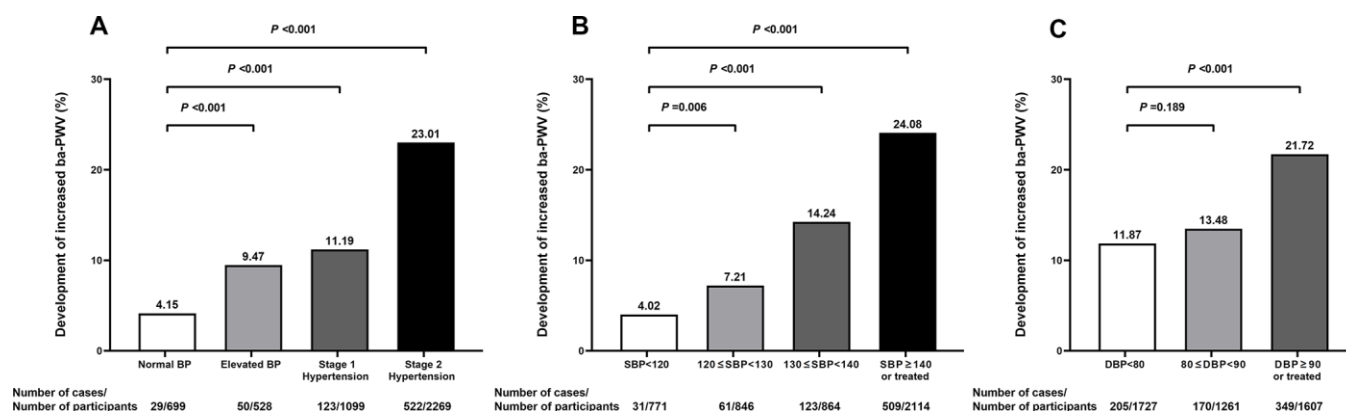 A
P <0.001
P <0.001
P <0.001
Development of increased ba-PWV (%)
30
20
10
0
4.15
9.47
11.19
23.01
Normal BP
Elevated BP
Stage 1
Hypertension
Stage 2
Hypertension
Number of cases/
Number of participants
29/699
50/528
123/1099
522/2269
B
P <0.001
P <0.001
P =0.006
Development of increased ba-PWV (%)
30
20
10
0
4.02
7.21
14.24
24.08
SBP<120
120≤SBP<130
130≤SBP<140
SBP≥140
or treated
Number of cases/
Number of participants
31/771
61/846
123/864
509/2114
C
P <0.001
P =0.189
Development of increased ba-PWV (%)
30
20
10
0
11.87
13.48
21.72
DBP<80
80≤DBP<90
DBP≥90
or treated
Number of cases/
Number of participants
205/1727
170/1261
349/1607